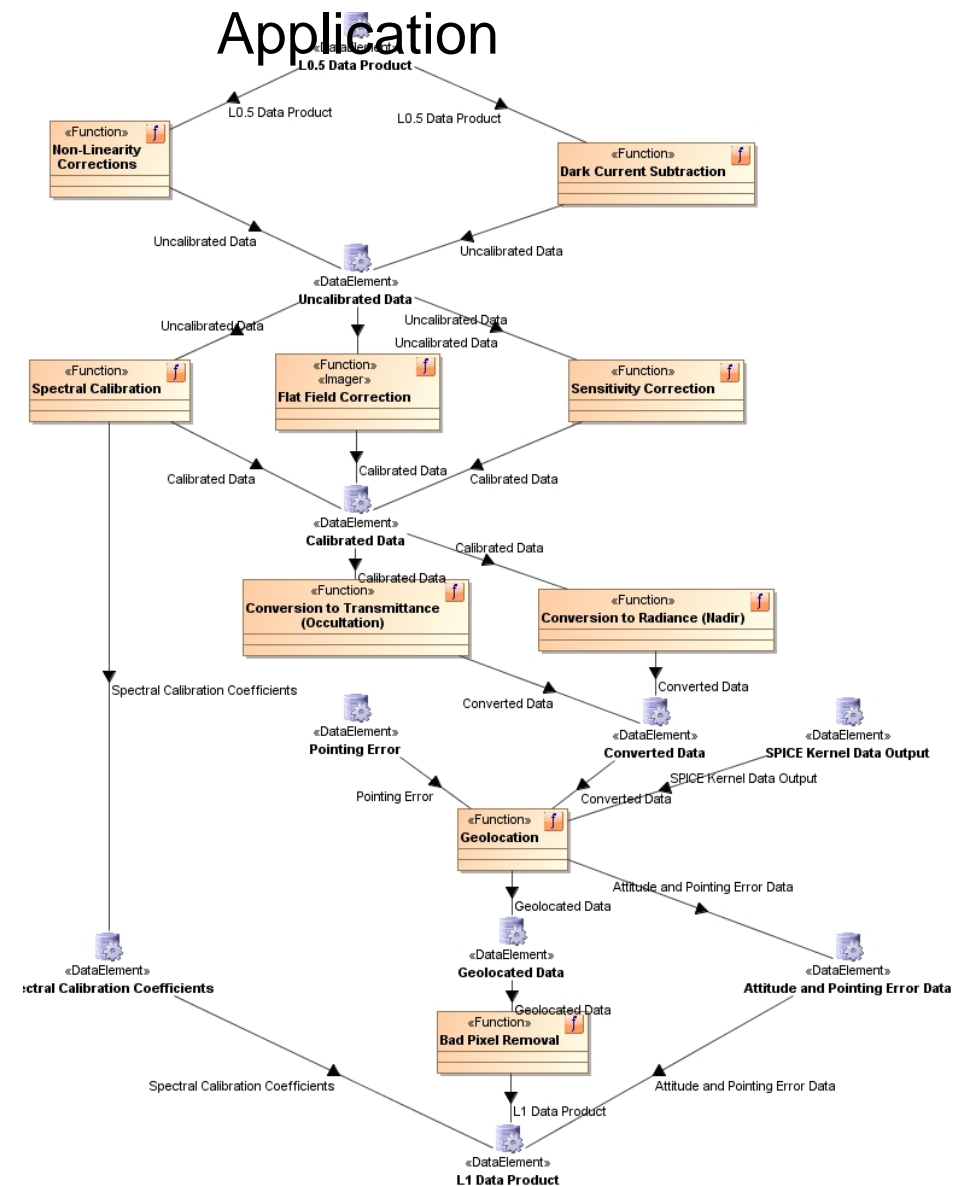 Application
«DataElement»
L0.5 Data Product
L0.5 Data Product
L0.5 Data Product
«Function»
Non-Linearity
Corrections
«Function»
Dark Current Subtraction
Uncalibrated Data
Uncalibrated Data
«DataElement»
Uncalibrated Data
Uncalibrated Data
Uncalibrated Data
Uncalibrated Data
«Function»
Spectral Calibration
«Function»
«Imager»
Flat Field Correction
«Function»
Sensitivity Correction
Calibrated Data
Calibrated Data
Calibrated Data
«DataElement»
Calibrated Data
Calibrated Data
Calibrated Data
«Function»
Conversion to Transmittance
(Occultation)
«Function»
Conversion to Radiance (Nadir)
Spectral Calibration Coefficients
Converted Data
Converted Data
«DataElement»
Pointing Error
«DataElement»
Converted Data
«DataElement»
SPICE Kernel Data Output
Pointing Error
SPICE Kernel Data Output
Converted Data
«Function»
Geolocation
Attitude and Pointing Error Data
Geolocated Data
«DataElement»
ectral Calibration Coefficients
«DataElement»
Geolocated Data
«DataElement»
Attitude and Pointing Error Data
Geolocated Data
«Function»
Bad Pixel Removal
Spectral Calibration Coefficients
Attitude and Pointing Error Data
L1 Data Product
«DataElement»
L1 Data Product